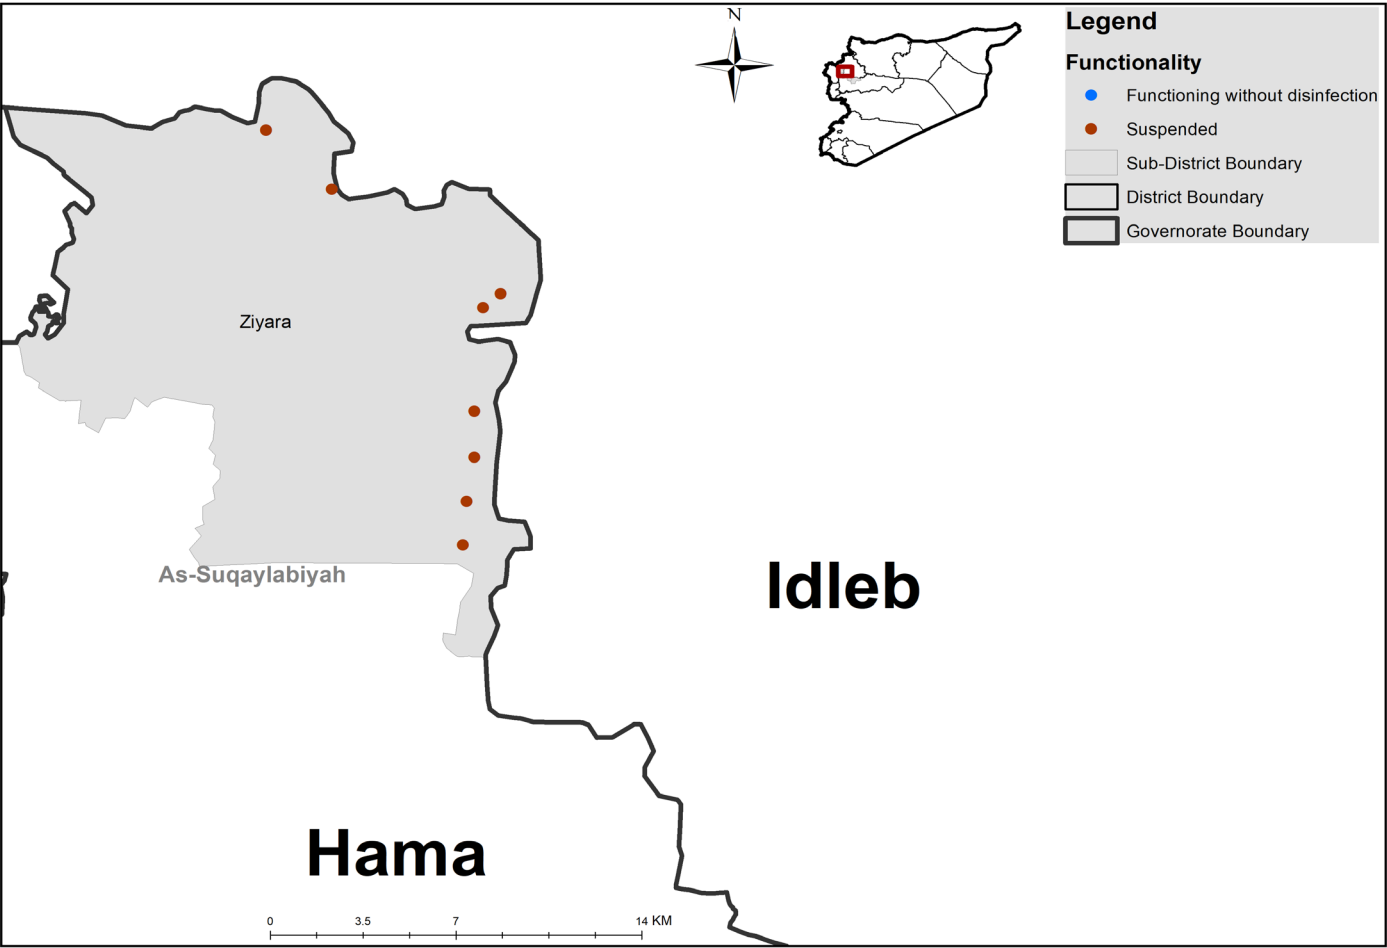 N
Legend
Functionality
Functioning without disinfection
Suspended
Sub-District Boundary
District Boundary
Governorate Boundary
Ziyara
As-Suqaylabiyah
Idleb
Hama
0 3.5 7 14 KM